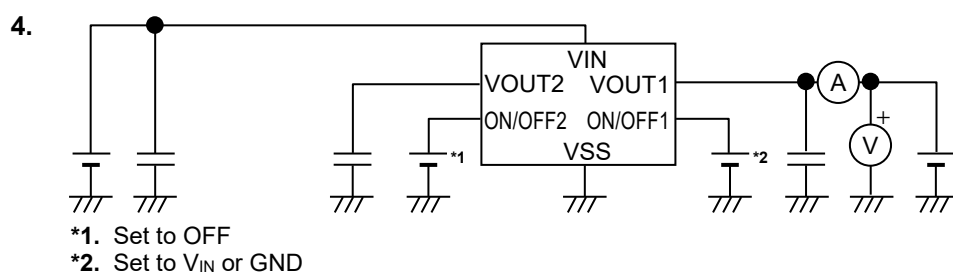 4.
VIN
VOUT2 VOUT1
A
ON/OFF2 ON/OFF1
+
V
*1
VSS
*2
*1. Set to OFF
*2. Set to VIN or GND